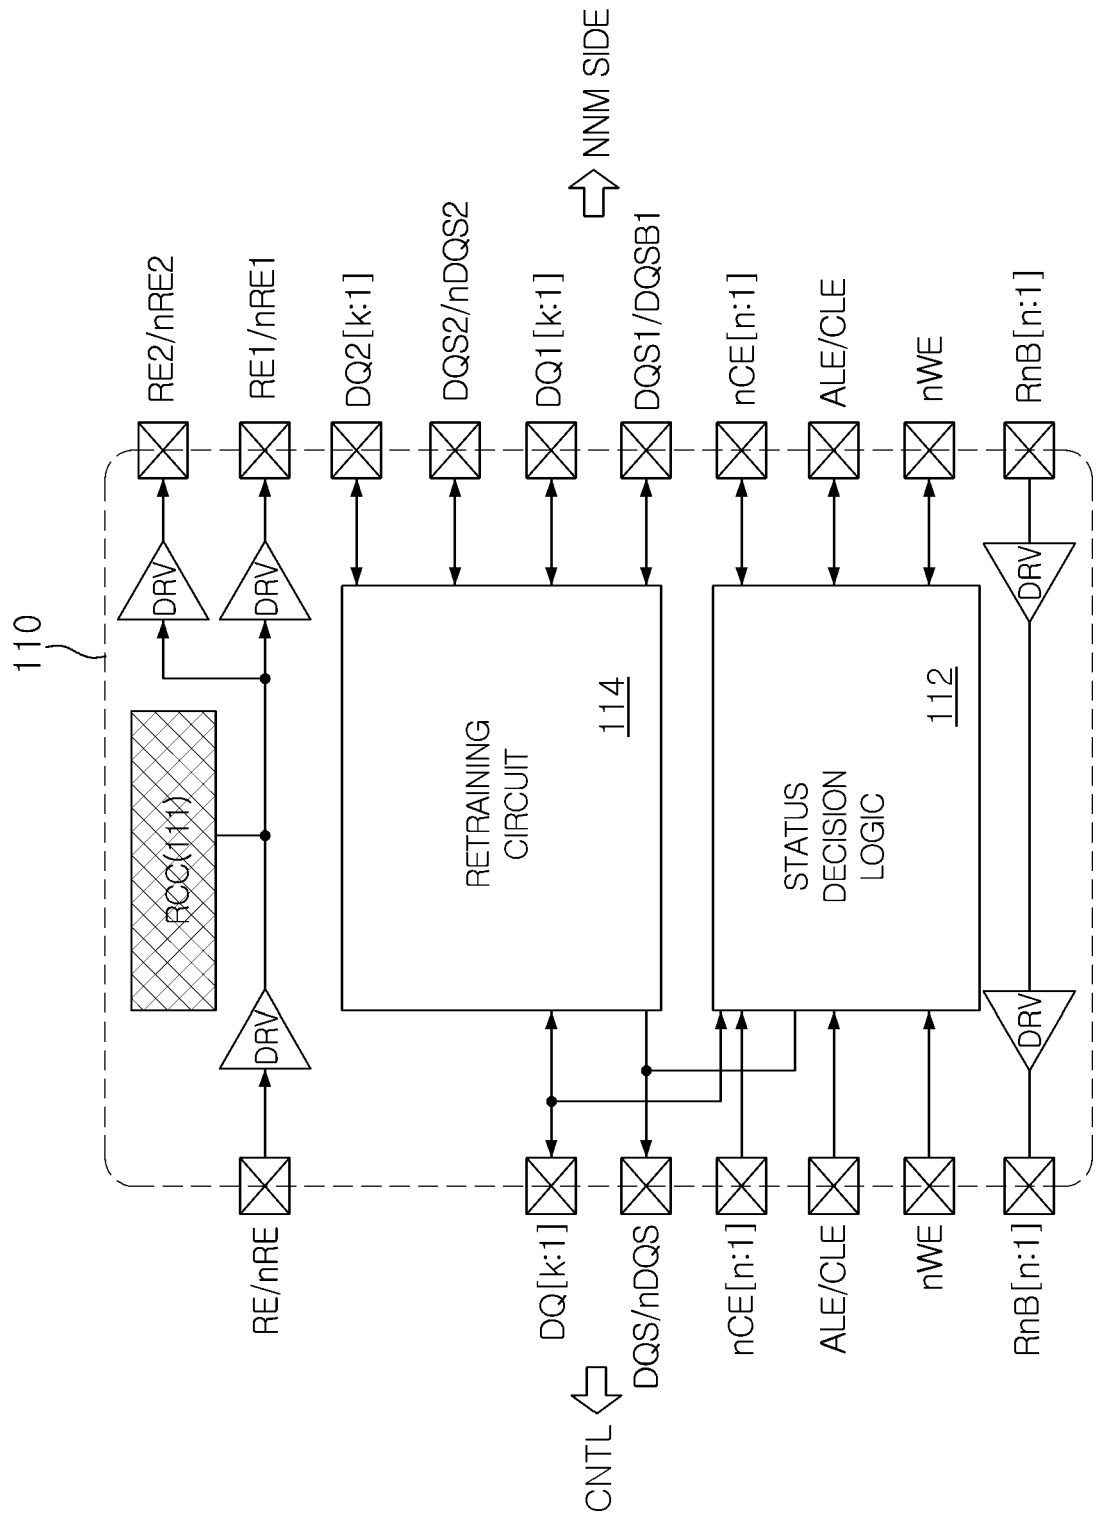 110
RE/nRE
DRV
RCC(111)
DRV
DRV
RE2/nRE2
RE1/nRE1
DQ[k:1]
DQS/nDQS
RETRAINING
CIRCUIT
114
DQ2[k:1]
DQS2/nDQS2
DQ1[k:1]
DQS1/DQSB1
CNTL
NNM SIDE
nCE[n:1]
ALE/CLE
nWE
STATUS
DECISION
LOGIC
112
nCE[n:1]
ALE/CLE
nWE
RnB[n:1]
DRV
DRV
RnB[n:1]